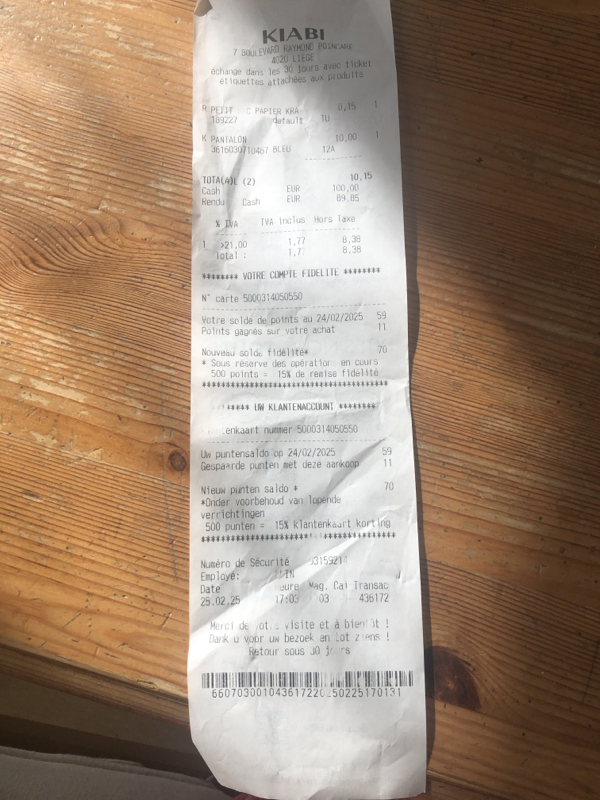 KIABI
7 BOULEVARD RAYMOND POINCARE
4020 LIEGE
échange dans les 30 jours avec ticket
étiquettes attachées aux produits
R PETIT PAPIER KRA 0,15 1
189227 default TU
K PANTALON 10,00 1
3616030710467 BLEU 12A
TOTA(A)L (2) 10,15
Cash EUR 100,00
Rendu Cash EUR 89,85
% TVA TVA Inclus Hors Taxe
1 >21,00 1,77 8,38
Total : 8,38
******** VOTRE COMPTE FIDELITE ********
N° carte 5000314050550
Votre solde de points au 24/02/2025 59
Points gagnés sur votre achat 11
Nouveau solde fidélité* 70
* Sous réserve des en cours
500 points = 15% de remise fidélité
****************************************
UW KLANTENACCOUNT ********
nummer 5000314050550
Uw puntensaldo op 24/02/2025 59
Gespaarde punten met deze aankoop 11
Nieuw punten saldo * 70
*Onder voorbehoud van lopende
verrichtingen
500 punten = 15% klantenkaart korting
****************************************
Numéro de Sécurité
Employé:
Date Mag. Cai Transac
25.02.25 17:03 03 436172
Merci de votre visite et à bientôt !
Dank u voor uw bezoek en tot ziens !
Retour sous 30 jours